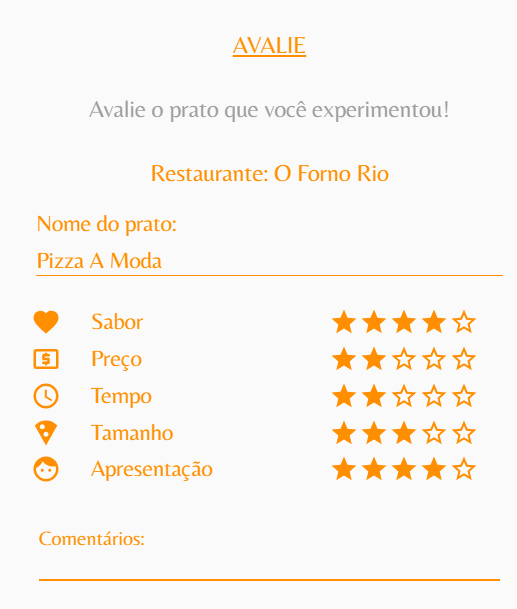 AVALIE
Avalie o prato que você experimentou!
Restaurante: O Forno Rio
Nome do prato:
Pizza A Moda
Sabor
Preço
Tempo
Tamanho
Apresentação
Comentários: